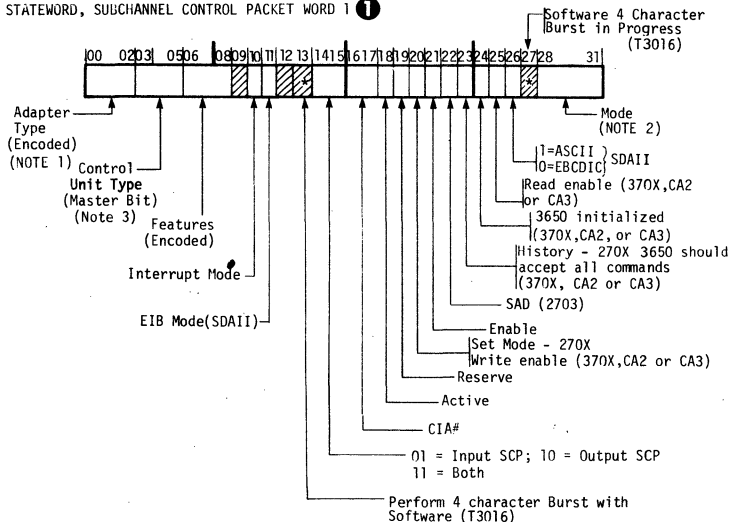 STATEWORD, SUBCHANNEL CONTROL PACKET WORD 1 1
Software 4 Character
Burst in Progress
(T3016)
00 02 03 05 06 08 09 10 11 12 13 14 15 16 17 18 19 20 21 22 23 24 25 26 27 28 31
* *
Adapter
Type
(Encoded)
(NOTE 1)
Control
Unit Type
(Master Bit)
(Note 3)
Features
(Encoded)
Interrupt Mode
EIB Mode(SDAII)
Mode
(NOTE 2)
1=ASCII } SDAII
0=EBCDIC
Read enable (370X,CA2
or CA3)
3650 initialized
(370X,CA2, or CA3)
History - 270X 3650 should
accept all commands
(370X, CA2 or CA3)
SAD (2703)
Enable
Set Mode - 270X
Write enable (370X,CA2 or CA3)
Reserve
Active
CIA#
01 = Input SCP; 10 = Output SCP
11 = Both
Perform 4 character Burst with
Software (T3016)